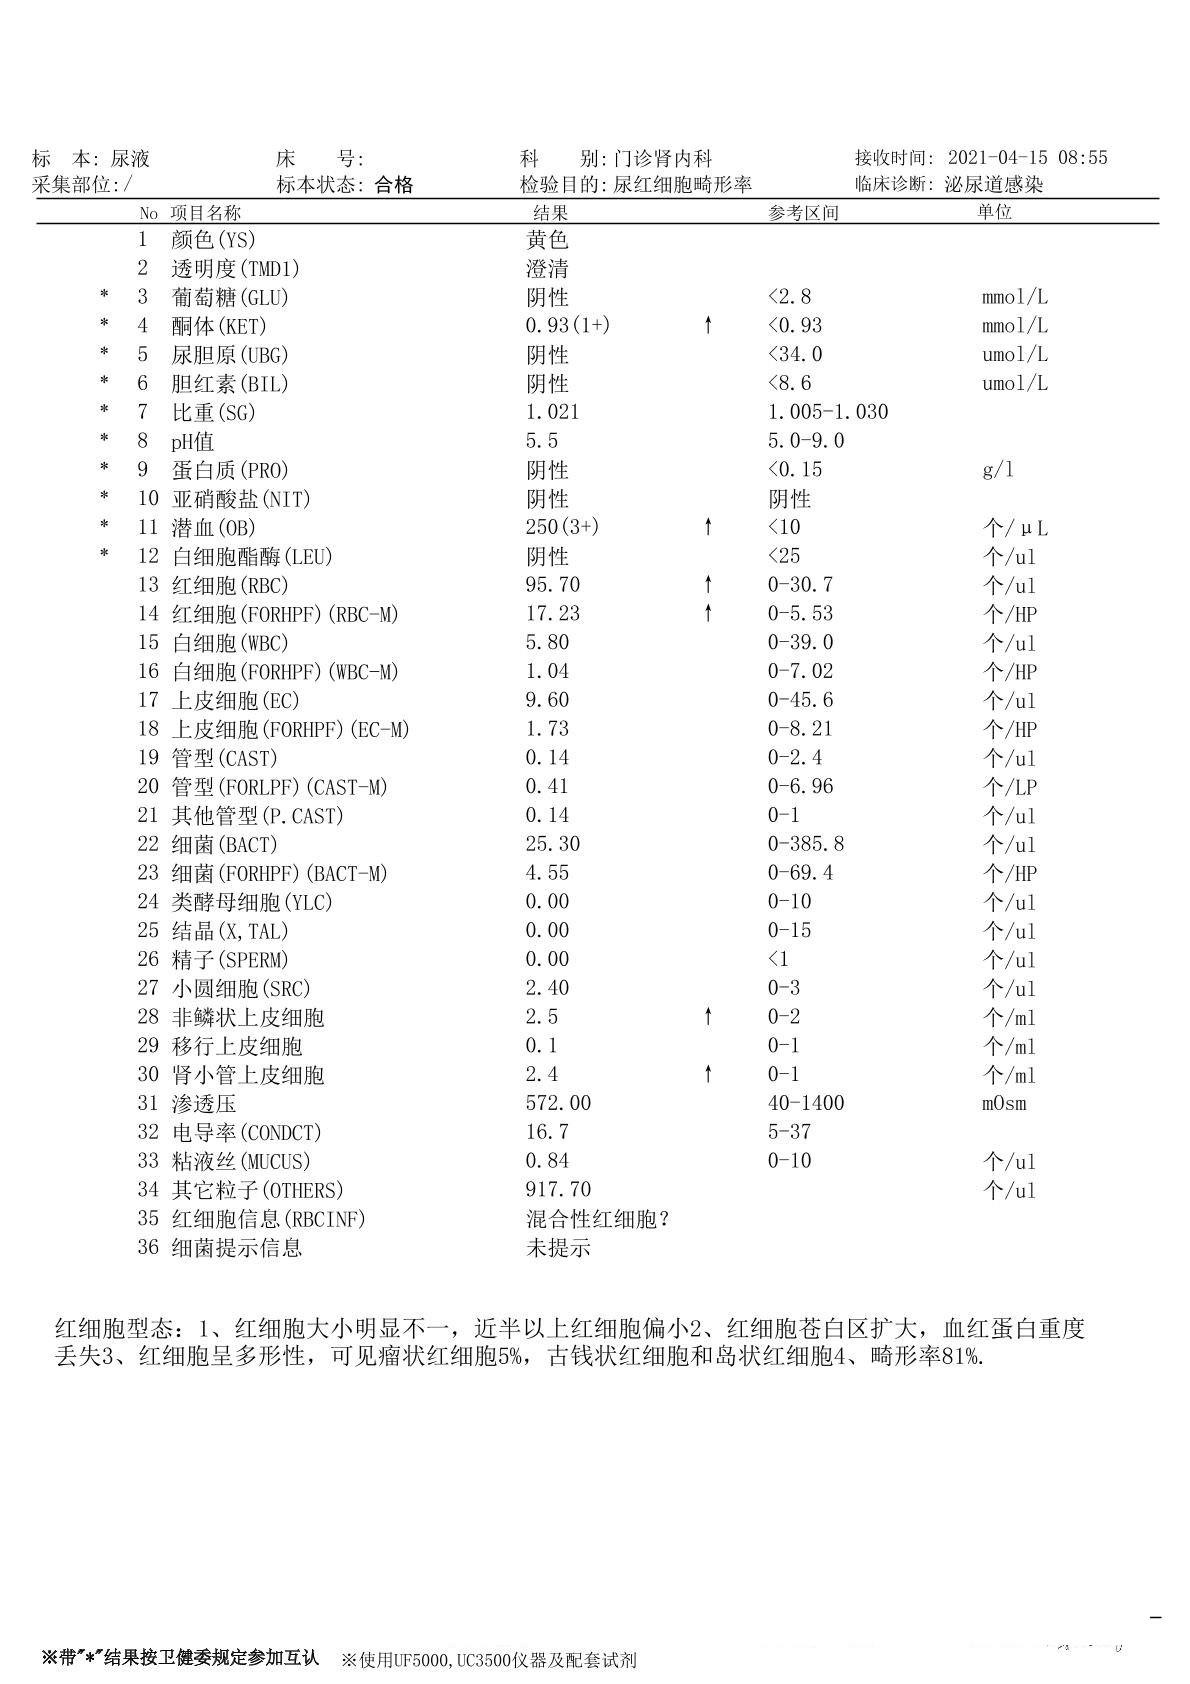 标 本: 尿液 床 号: 科 别: 门诊肾内科 接收时间: 2021-04-15 08:55
采集部位:/ 标本状态: 合格 检验目的: 尿红细胞畸形率 临床诊断: 泌尿道感染
No 项目名称 结果 参考区间 单位
1 颜色(YS) 黄色
2 透明度(TMD1) 澄清
* 3 葡萄糖(GLU) 阴性 <2.8 mmol/L
* 4 酮体(KET) 0.93(1+) ↑ <0.93 mmol/L
* 5 尿胆原(UBG) 阴性 <34.0 umol/L
* 6 胆红素(BIL) 阴性 <8.6 umol/L
* 7 比重(SG) 1.021 1.005-1.030
* 8 pH值 5.5 5.0-9.0
* 9 蛋白质(PRO) 阴性 <0.15 g/l
* 10 亚硝酸盐(NIT) 阴性 阴性
* 11 潜血(OB) 250(3+) ↑ <10 个/μL
* 12 白细胞酯酶(LEU) 阴性 <25 个/ul
13 红细胞(RBC) 95.70 ↑ 0-30.7 个/ul
14 红细胞(FORHPF)(RBC-M) 17.23 ↑ 0-5.53 个/HP
15 白细胞(WBC) 5.80 0-39.0 个/ul
16 白细胞(FORHPF)(WBC-M) 1.04 0-7.02 个/HP
17 上皮细胞(EC) 9.60 0-45.6 个/ul
18 上皮细胞(FORHPF)(EC-M) 1.73 0-8.21 个/HP
19 管型(CAST) 0.14 0-2.4 个/ul
20 管型(FORLPF)(CAST-M) 0.41 0-6.96 个/LP
21 其他管型(P.CAST) 0.14 0-1 个/ul
22 细菌(BACT) 25.30 0-385.8 个/ul
23 细菌(FORHPF)(BACT-M) 4.55 0-69.4 个/HP
24 类酵母细胞(YLC) 0.00 0-10 个/ul
25 结晶(X,TAL) 0.00 0-15 个/ul
26 精子(SPERM) 0.00 <1 个/ul
27 小圆细胞(SRC) 2.40 0-3 个/ul
28 非鳞状上皮细胞 2.5 ↑ 0-2 个/ml
29 移行上皮细胞 0.1 0-1 个/ml
30 肾小管上皮细胞 2.4 ↑ 0-1 个/ml
31 渗透压 572.00 40-1400 mOsm
32 电导率(CONDCT) 16.7 5-37
33 粘液丝(MUCUS) 0.84 0-10 个/ul
34 其它粒子(OTHERS) 917.70 个/ul
35 红细胞信息(RBCINF) 混合性红细胞?
36 细菌提示信息 未提示
红细胞型态: 1、红细胞大小明显不一, 近半以上红细胞偏小2、红细胞苍白区扩大, 血红蛋白重度
丢失3、红细胞呈多形性, 可见瘤状红细胞5%, 古钱状红细胞和岛状红细胞4、畸形率81%.
※带"*"结果按卫健委规定参加互认 ※使用UF5000,UC3500仪器及配套试剂